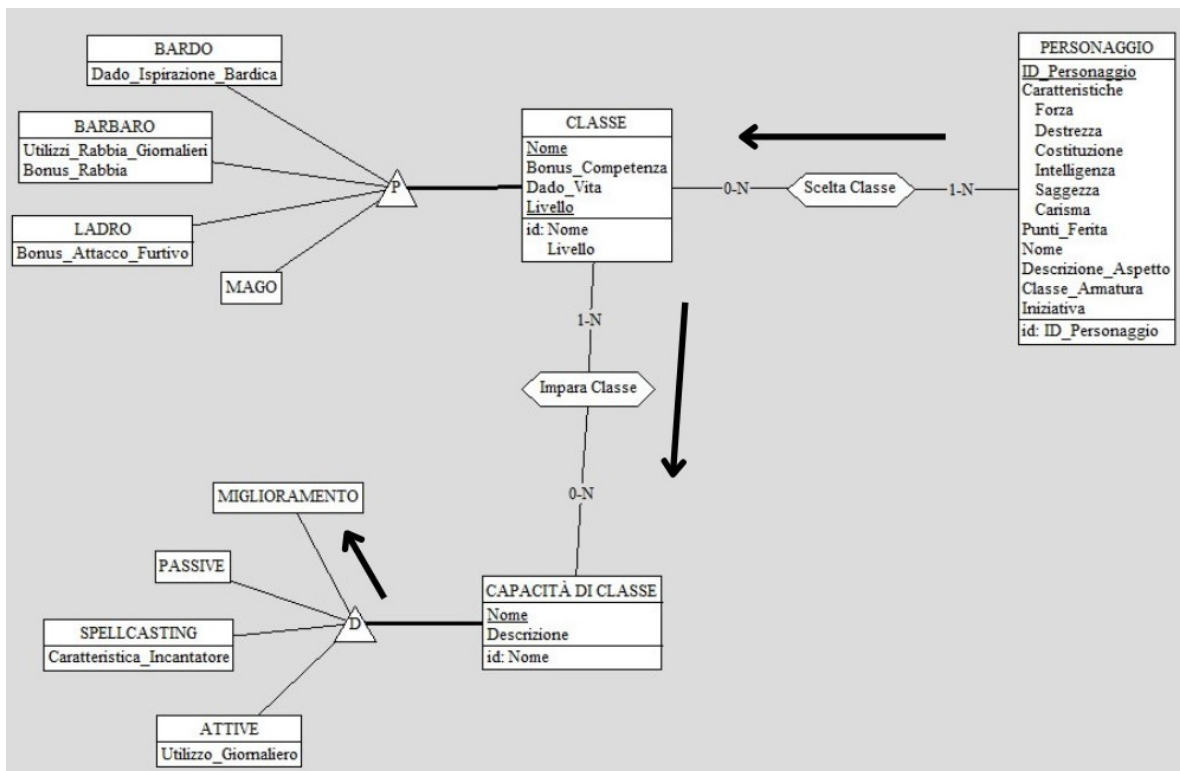 BARDO
Dado_Ispirazione_Bardica
BARBARO
Utilizzi_Rabbia_Giornalieri
Bonus_Rabbia
LADRO
Bonus_Attacco_Furtivo
MAGO
P
CLASSE
Nome
Bonus_Competenza
Dado_Vita
Livello
id: Nome
Livello
0-N
Scelta Classe
1-N
PERSONAGGIO
ID_Personaggio
Caratteristiche
Forza
Destrezza
Costituzione
Intelligenza
Saggezza
Carisma
Punti_Ferita
Nome
Descrizione_Aspetto
Classe_Armatura
Iniziativa
id: ID_Personaggio
1-N
Impara Classe
0-N
MIGLIORAMENTO
PASSIVE
SPELLCASTING
Caratteristica_Incantatore
ATTIVE
Utilizzo_Giornaliero
D
CAPACITÀ DI CLASSE
Nome
Descrizione
id: Nome